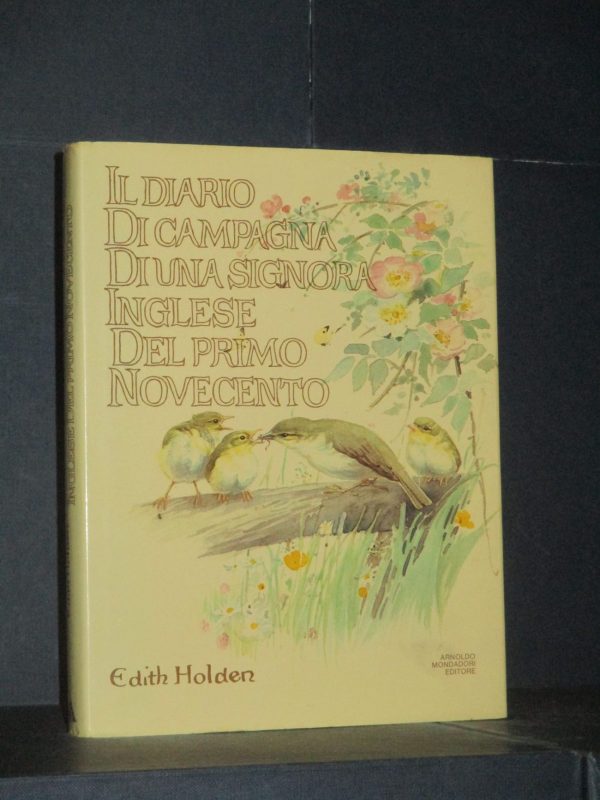 IL DIARIO
DI CAMPAGNA
DI UNA SIGNORA
INGLESE
DEL PRIMO
NOVECENTO
Edith Holden
ARNOLDO
MONDADORI
EDITORE